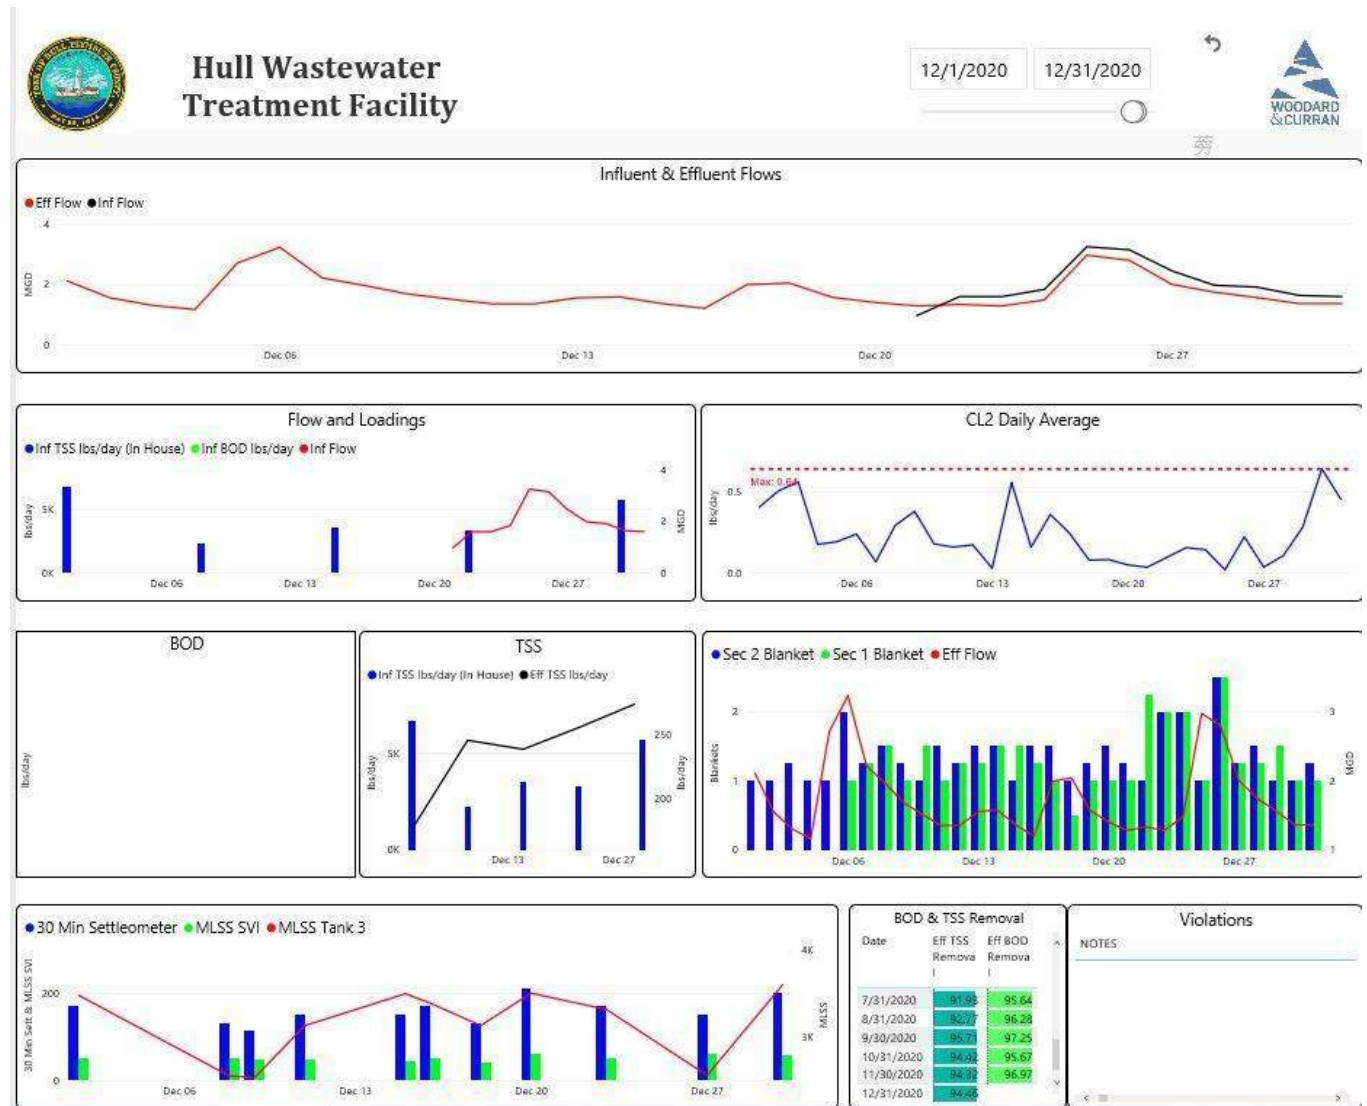 Hull Wastewater
Treatment Facility
12/1/2020 12/31/2020
WOODARD
&CURRAN
蒡
Influent & Effluent Flows
Eff Flow Inf Flow
4
MGD
2
0
Dec 06 Dec 13 Dec 20 Dec 27
Flow and Loadings
Inf TSS lbs/day (In House) Inf BOD lbs/day Inf Flow
4
5K
lbs/day
2
MGD
0K
0
Dec 06 Dec 13 Dec 20 Dec 27
CL2 Daily Average
Max: 0.64
0.5
lbs/day
0.0
Dec 06 Dec 13 Dec 20 Dec 27
BOD
lbs/day
TSS
Inf TSS lbs/day (In House) Eff TSS lbs/day
250
5K
lbs/day
lbs/day
200
0K
Dec 13 Dec 27
Sec 2 Blanket Sec 1 Blanket Eff Flow
2
3
Blankets
1
2
MGD
0
1
Dec 06 Dec 13 Dec 20 Dec 27
30 Min Settleometer MLSS SVI MLSS Tank 3
4K
200
30 Min Sett & MLSS SVI
MLSS
3K
0
Dec 06 Dec 13 Dec 20 Dec 27
BOD & TSS Removal
Date Eff TSS Eff BOD
Remova Remova
l l
7/31/2020 91.93 95.64
8/31/2020 92.77 96.28
9/30/2020 95.71 97.25
10/31/2020 94.42 95.67
11/30/2020 94.32 96.97
12/31/2020 94.46
Violations
NOTES